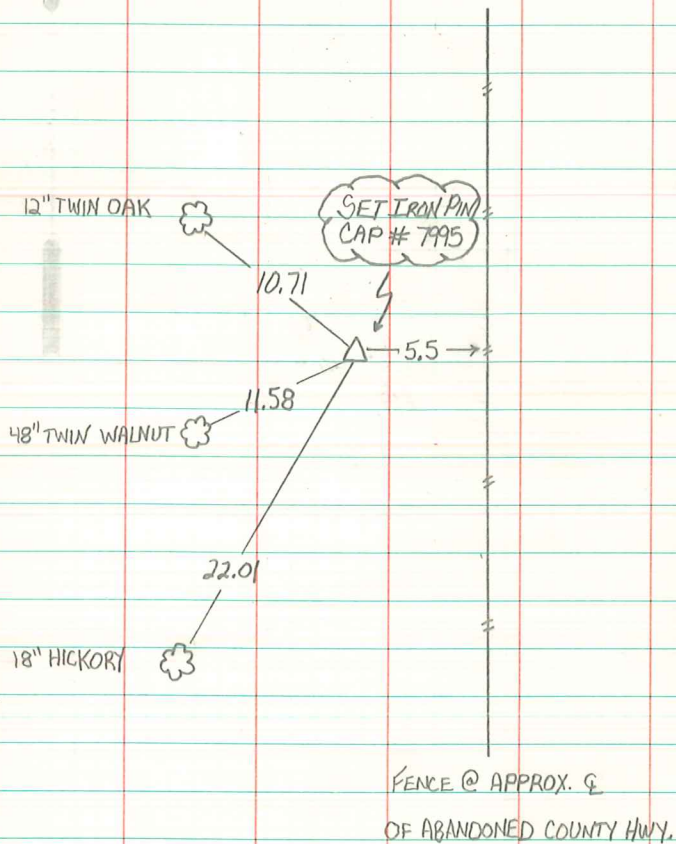 12" TWIN OAK
SET IRON PIN
CAP # 7995
10.71
5.5
11.58
48" TWIN WALNUT
22.01
18" HICKORY
FENCE @ APPROX. ℄
OF ABANDONED COUNTY HWY.